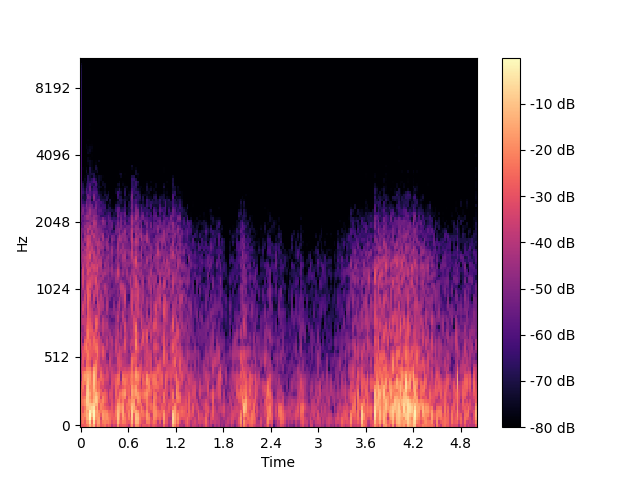 8192
4096
2048
1024
512
0
Hz
0 0.6 1.2 1.8 2.4 3 3.6 4.2 4.8
Time
-10 dB
-20 dB
-30 dB
-40 dB
-50 dB
-60 dB
-70 dB
-80 dB